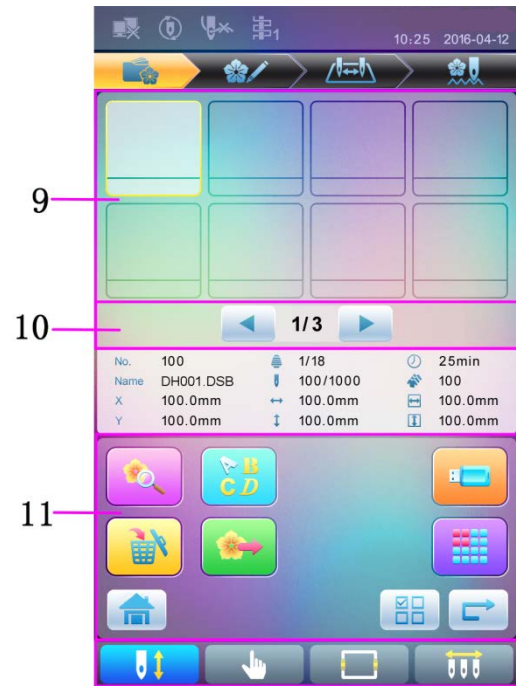 1
10:25 2016-04-12
9
10
1/3
No. 100 1/18 25min
Name DH001.DSB 100/1000 100
X 100.0mm 100.0mm 100.0mm
Y 100.0mm 100.0mm 100.0mm
A B
C D
11